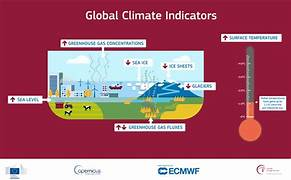 Global Climate Indicators
GREENHOUSE GAS CONCENTRATIONS
SURFACE TEMPERATURE
SEA ICE
ICE SHEETS
GLACIERS
SEA LEVEL
GREENHOUSE GAS FLUXES
Copernicus
ECMWF